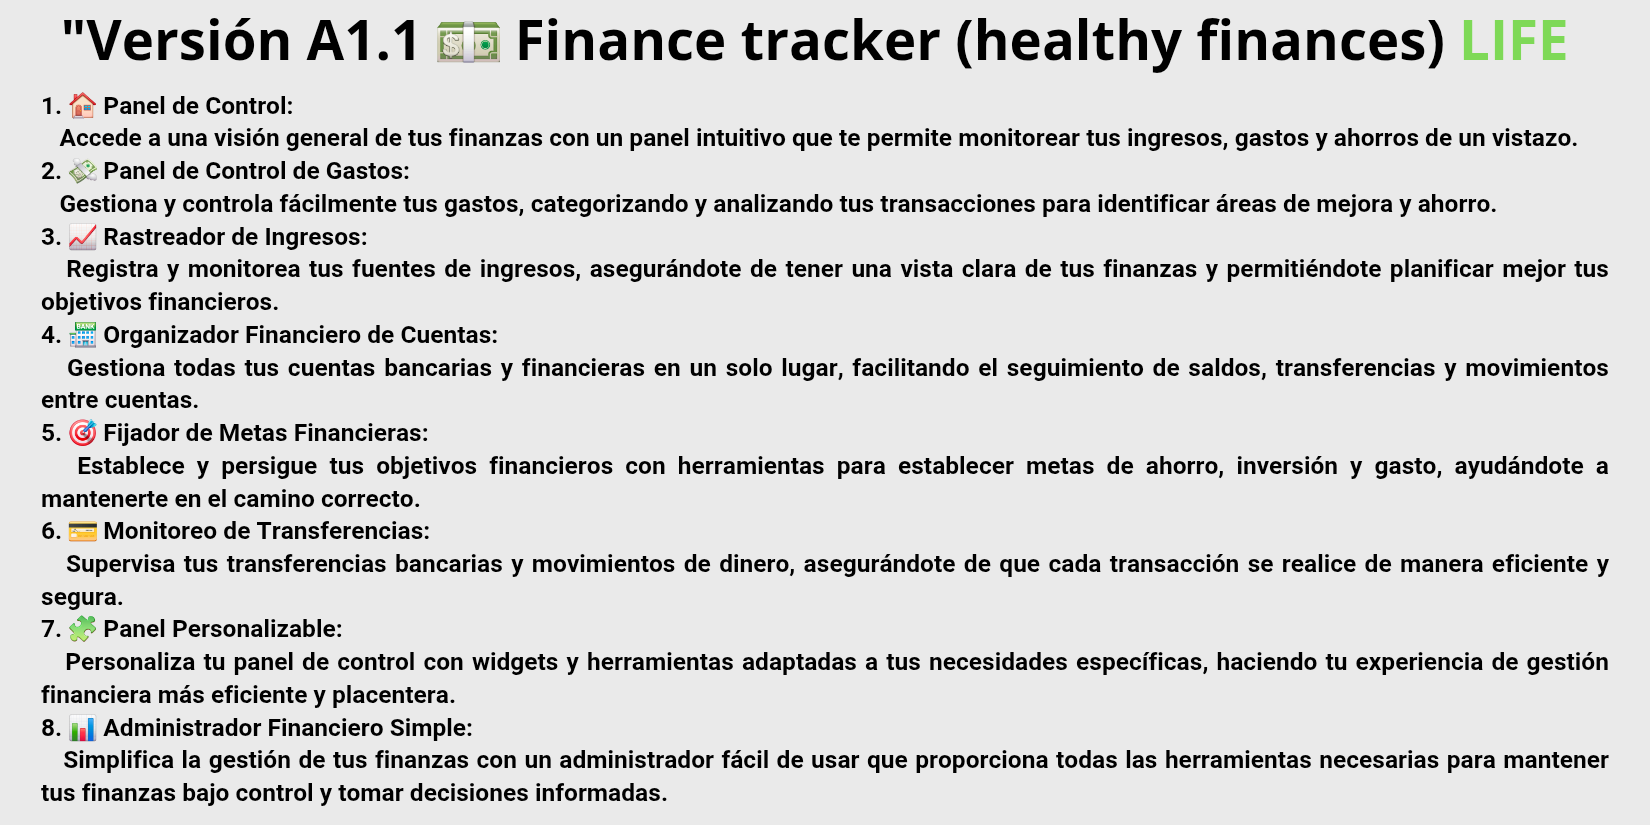 "Versión A1.1 💵 Finance tracker (healthy finances) LIFE
1. 🏠 Panel de Control:
Accede a una visión general de tus finanzas con un panel intuitivo que te permite monitorear tus ingresos, gastos y ahorros de un vistazo.
2. 💸 Panel de Control de Gastos:
Gestiona y controla fácilmente tus gastos, categorizando y analizando tus transacciones para identificar áreas de mejora y ahorro.
3. 📈 Rastreador de Ingresos:
Registra y monitorea tus fuentes de ingresos, asegurándote de tener una vista clara de tus finanzas y permitiéndote planificar mejor tus
objetivos financieros.
4. 🏦 Organizador Financiero de Cuentas:
Gestiona todas tus cuentas bancarias y financieras en un solo lugar, facilitando el seguimiento de saldos, transferencias y movimientos
entre cuentas.
5. 🎯 Fijador de Metas Financieras:
Establece y persigue tus objetivos financieros con herramientas para establecer metas de ahorro, inversión y gasto, ayudándote a
mantenerte en el camino correcto.
6. 💳 Monitoreo de Transferencias:
Supervisa tus transferencias bancarias y movimientos de dinero, asegurándote de que cada transacción se realice de manera eficiente y
segura.
7. 🧩 Panel Personalizable:
Personaliza tu panel de control con widgets y herramientas adaptadas a tus necesidades específicas, haciendo tu experiencia de gestión
financiera más eficiente y placentera.
8. 📊 Administrador Financiero Simple:
Simplifica la gestión de tus finanzas con un administrador fácil de usar que proporciona todas las herramientas necesarias para mantener
tus finanzas bajo control y tomar decisiones informadas.